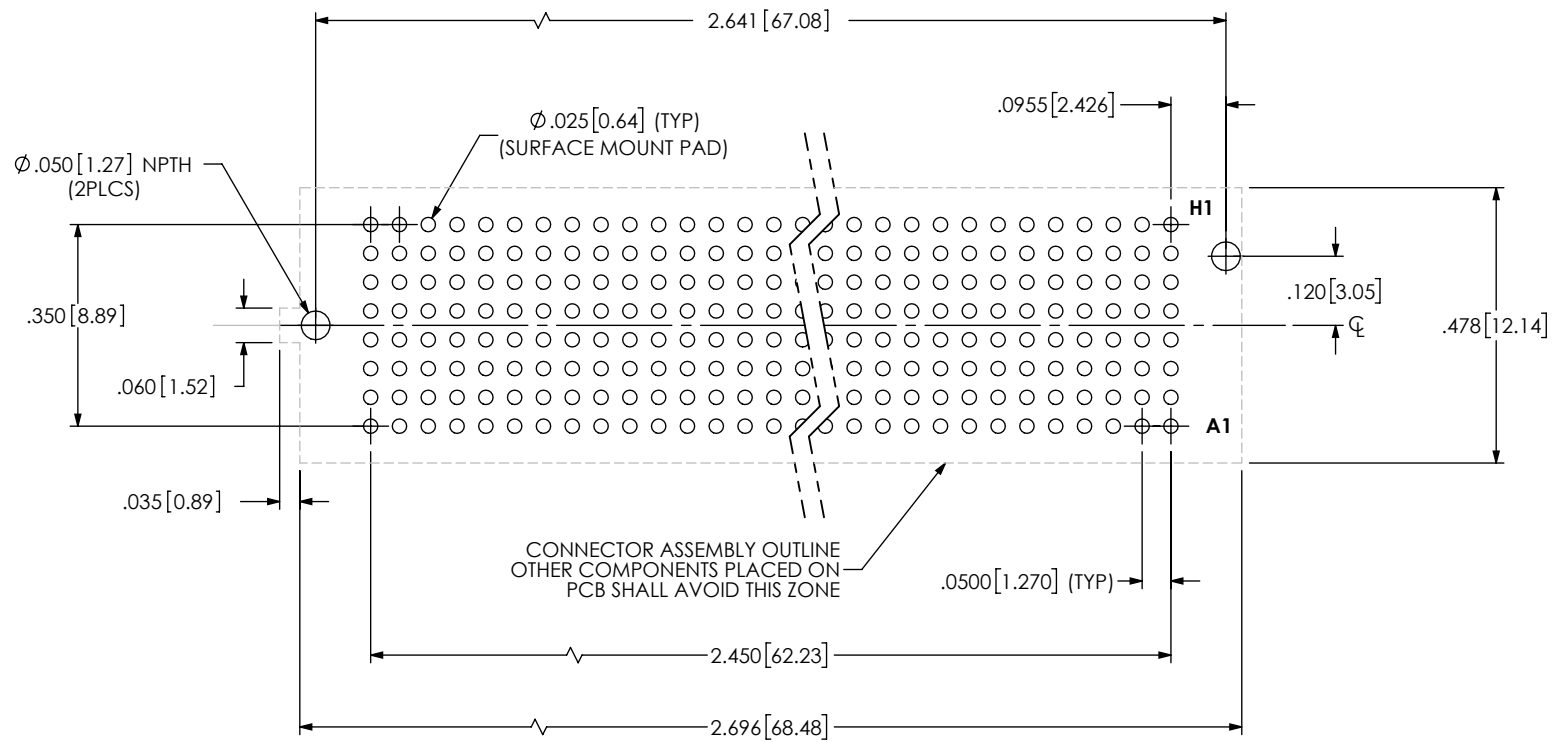 2.641[67.08]
.0955[2.426]
Ø.025[0.64] (TYP)
(SURFACE MOUNT PAD)
Ø.050[1.27] NPTH
(2PLCS)
H1
.120[3.05]
.350[8.89]
℄
.478[12.14]
.060[1.52]
A1
.035[0.89]
CONNECTOR ASSEMBLY OUTLINE
OTHER COMPONENTS PLACED ON
PCB SHALL AVOID THIS ZONE
.0500[1.270] (TYP)
2.450[62.23]
2.696[68.48]